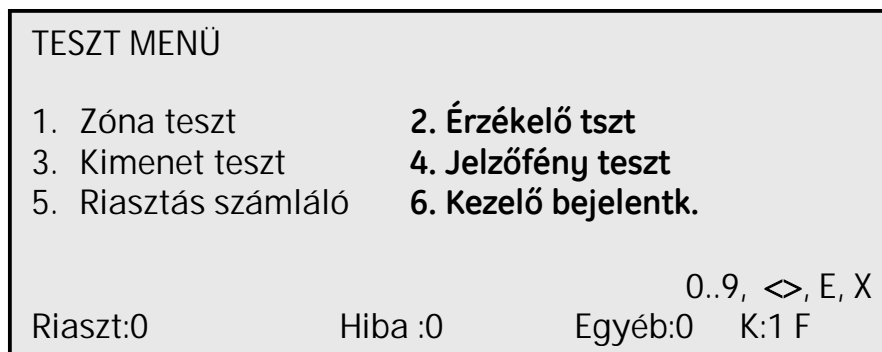 TESZT MENÜ
1. Zóna teszt 2. Érzékelő tszt
3. Kimenet teszt 4. Jelzőfény teszt
5. Riasztás számláló 6. Kezelő bejelentk.
0..9, <>, E, X
Riaszt:0 Hiba :0 Egyéb:0 K:1 F